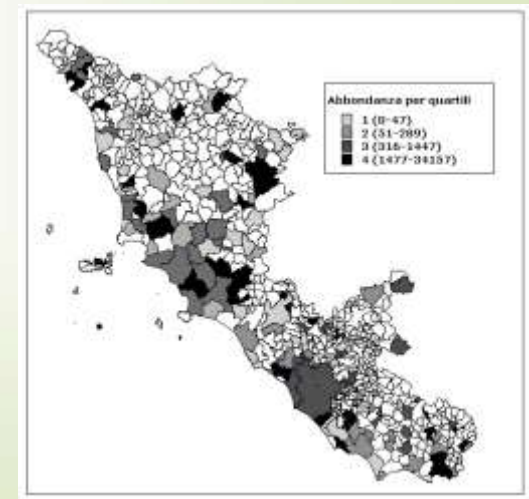 Abbondanza per quartili
1 (0-47)
2 (51-289)
3 (316-1447)
4 (1477-34157)